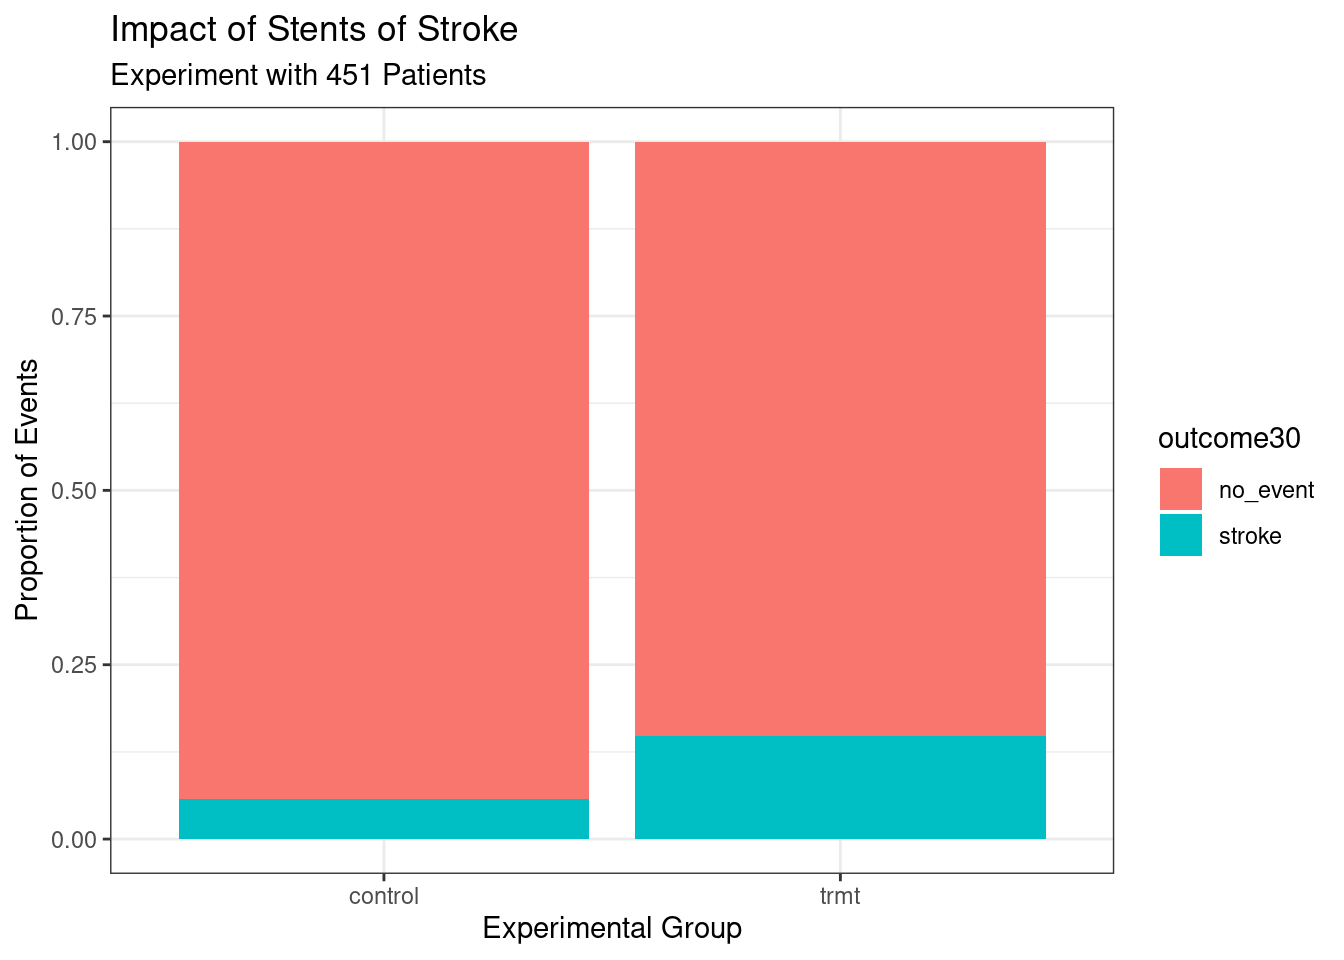 Impact of Stents of Stroke
Experiment with 451 Patients
Proportion of Events
1.00
0.75
0.50
0.25
0.00
control trmt
Experimental Group
outcome30
no_event
stroke